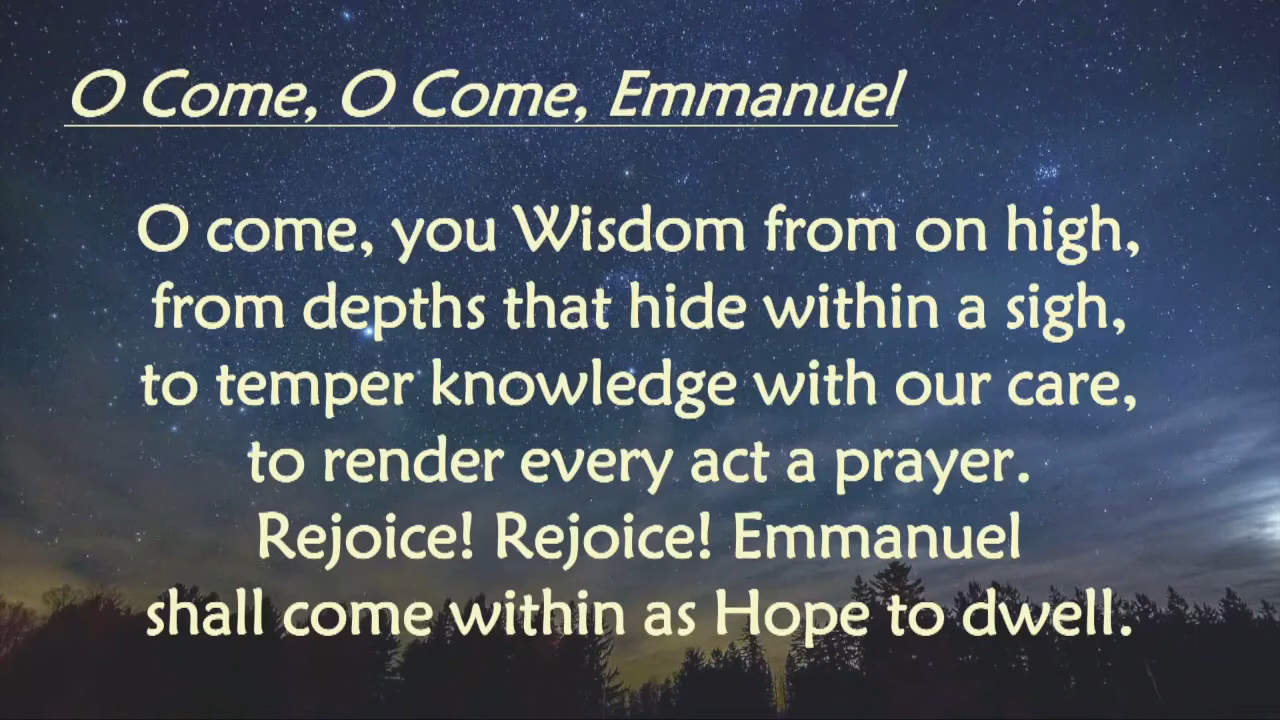 O Come, O Come, Emmanuel
O come, you Wisdom from on high,
from depths that hide within a sigh,
to temper knowledge with our care,
to render every act a prayer.
Rejoice! Rejoice! Emmanuel
shall come within as Hope to dwell.